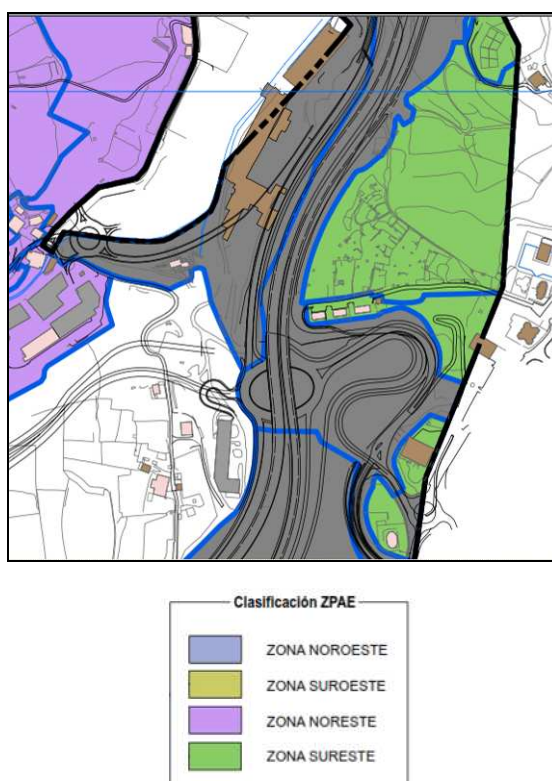 Clasificación ZPAE
ZONA NOROESTE
ZONA SUROESTE
ZONA NORESTE
ZONA SURESTE